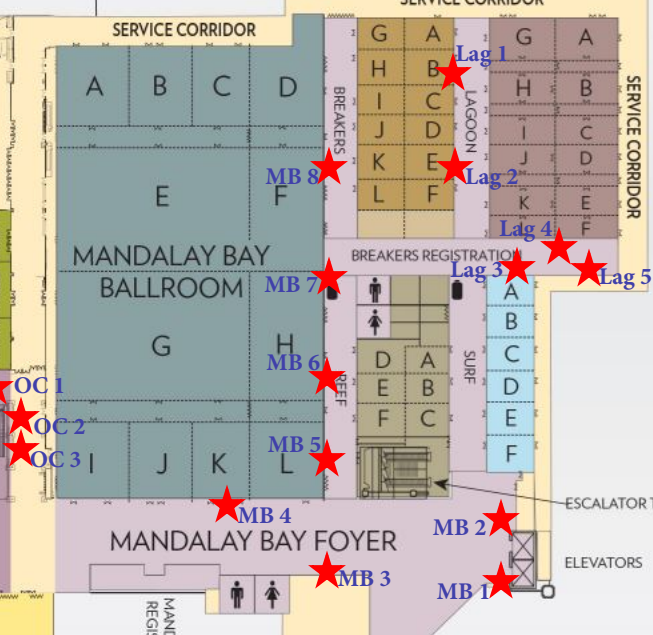 SERVICE CORRIDOR
SERVICE CORRIDOR
G A
G A
A B C D
BREAKERS
H B
Lag 1
LAGOON
H B
SERVICE CORRIDOR
I C
J D
I C
J D
MB 8
K E
Lag 2
E F
L F
K E
F
Lag 4
MANDALAY BAY
BALLROOM
BREAKERS REGISTRATION
Lag 3
Lag 5
MB 7
A
B
G H
D A
SURF
C
MB 6
REEF
E B
D
OC 1
F C
E
OC 2
MB 5
F
OC 3
I J K L
MB 4
ESCALATOR T
MB 2
MANDALAY BAY FOYER
ELEVATORS
MB 3
MB 1
MAND
REGIS